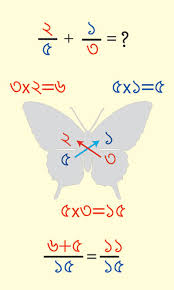 ২/৫ + ১/৩ = ?
৩x২=৬ ৫x১=৫
২ ১
৫ ৩
৫x৩=১৫
৬+৫/১৫ = ১১/১৫